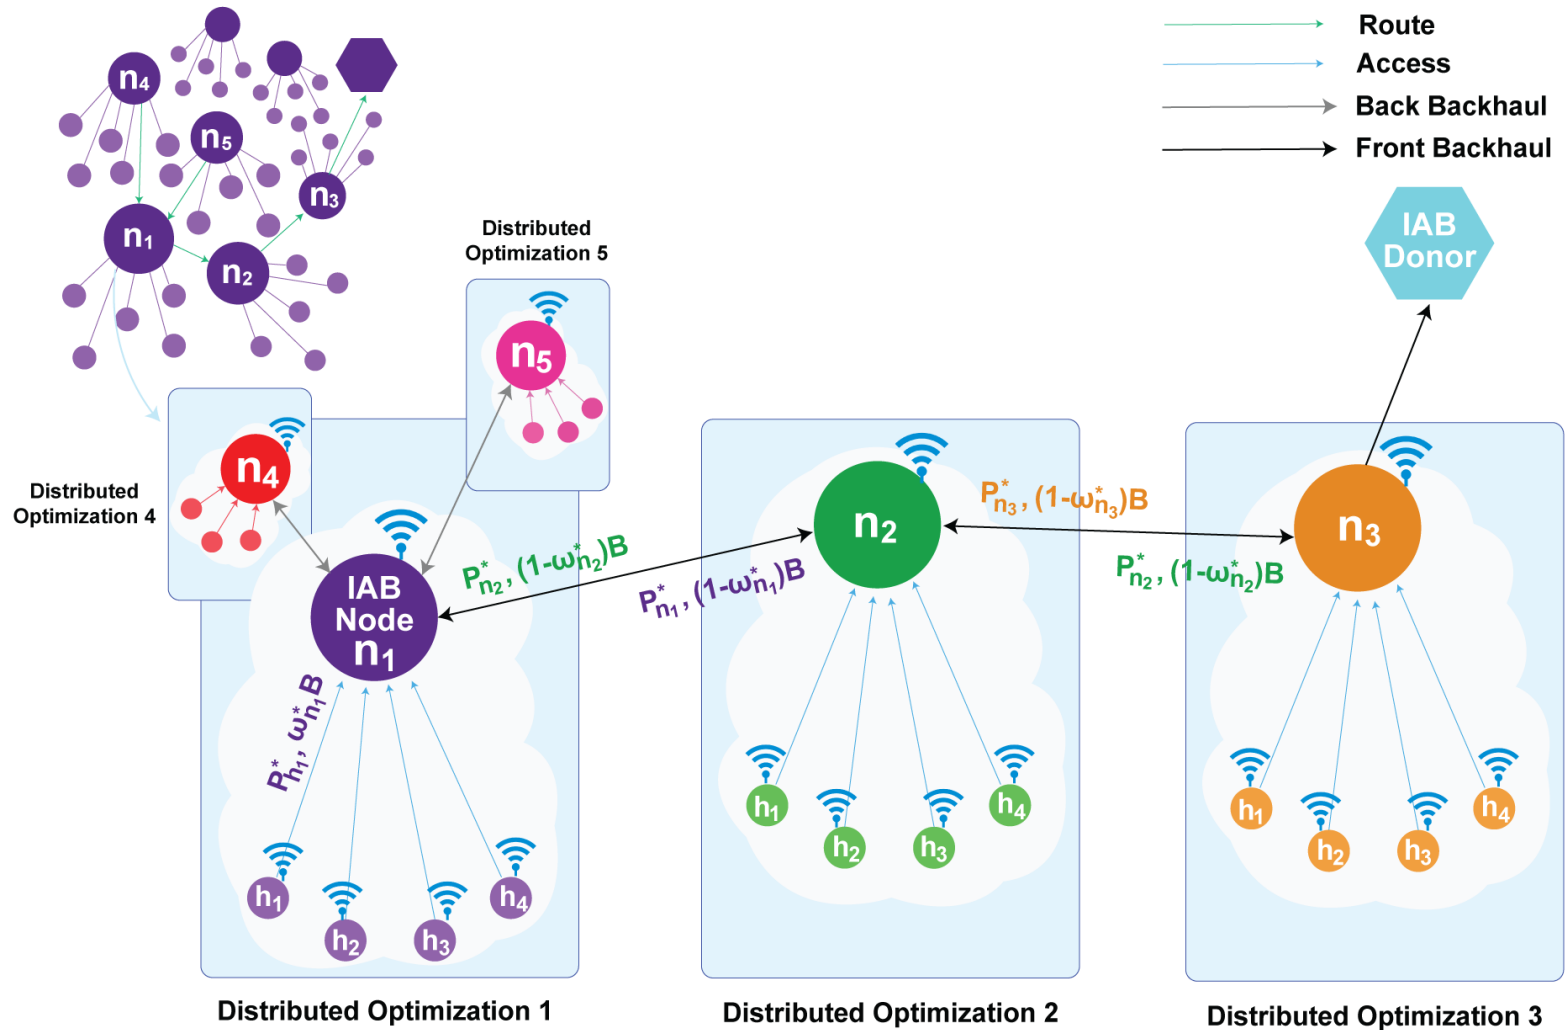 Route
Access
Back Backhaul
Front Backhaul
n4
n5
n3
n1
n2
Distributed
Optimization 5
n5
IAB
Donor
n4
Distributed
Optimization 4
IAB
Node
n1
P*n2, (1-ω*n2)B
P*n1, (1-ω*n1)B
n2
P*n3, (1-ω*n3)B
P*n2, (1-ω*n2)B
n3
P*h1, ω*n1B
h1
h2
h3
h4
h1
h2
h3
h4
h1
h2
h3
h4
Distributed Optimization 1
Distributed Optimization 2
Distributed Optimization 3